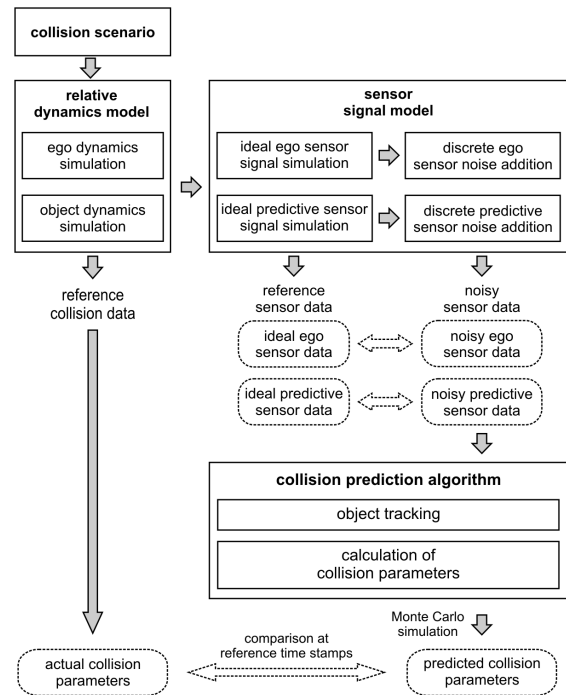 collision scenario
relative
dynamics model
ego dynamics
simulation
object dynamics
simulation
sensor
signal model
ideal ego sensor
signal simulation
discrete ego
sensor noise addition
ideal predictive sensor
signal simulation
discrete predictive
sensor noise addition
reference
collision data
reference
sensor data
noisy
sensor data
ideal ego
sensor data
noisy ego
sensor data
ideal predictive
sensor data
noisy predictive
sensor data
collision prediction algorithm
object tracking
calculation of
collision parameters
Monte Carlo
simulation
comparison at
reference time stamps
actual collision
parameters
predicted collision
parameters